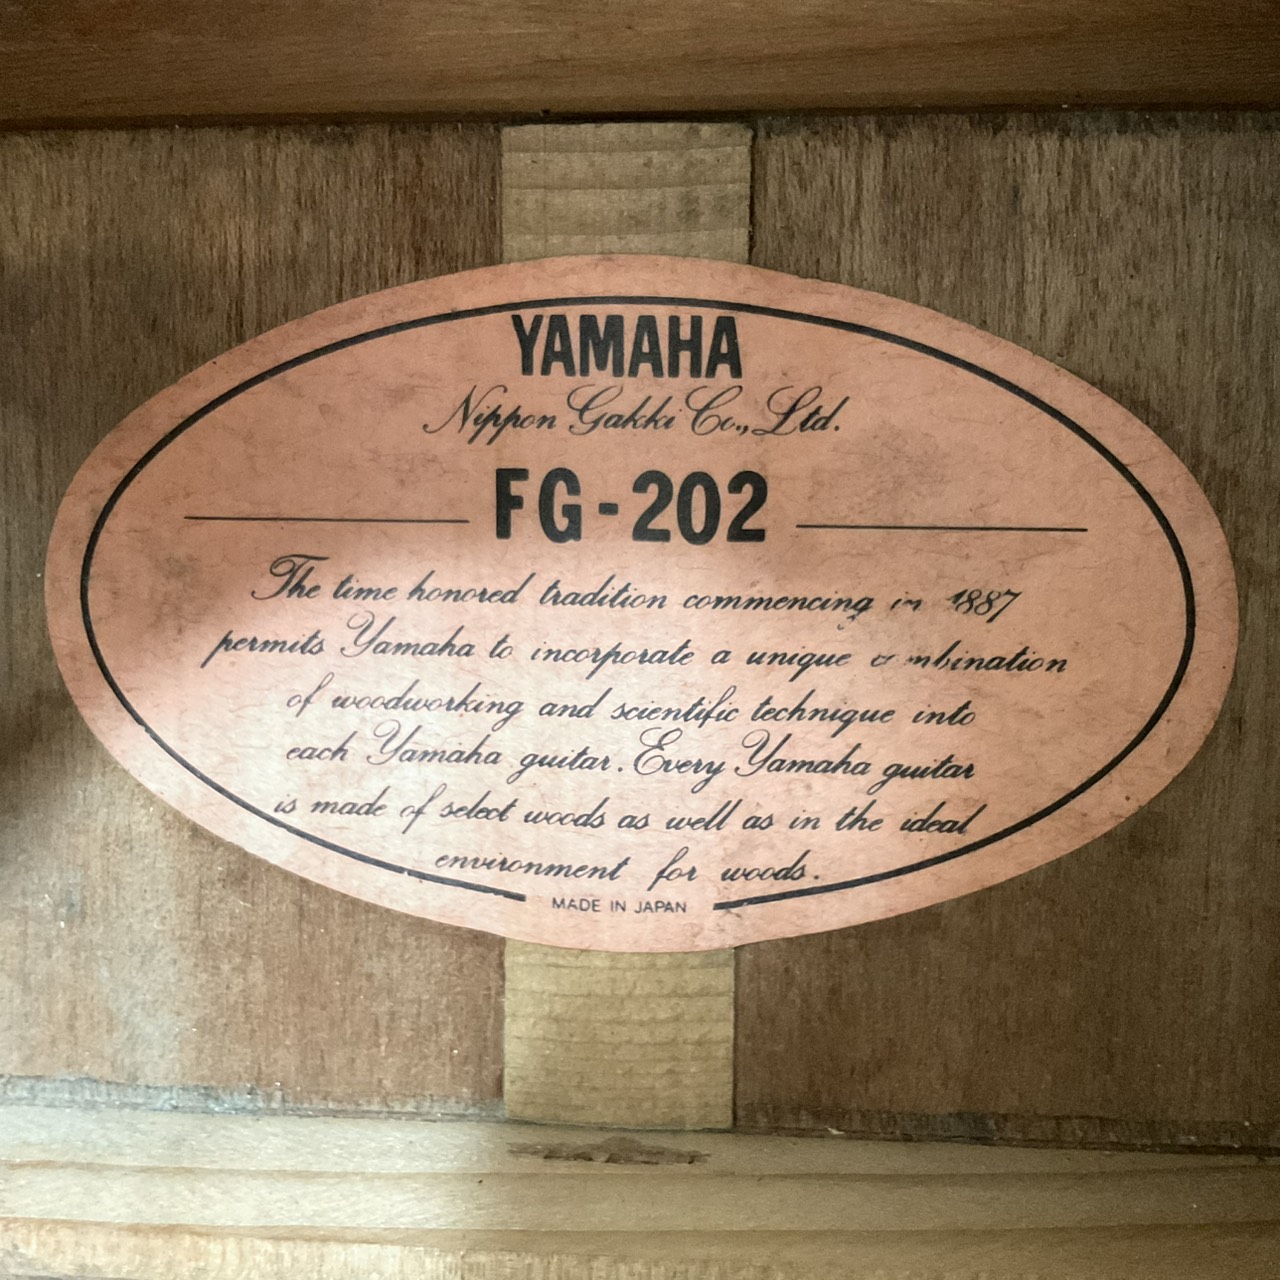 YAMAHA
Nippon Gakki Co., Ltd.
FG-202
The time honored tradition commencing in 1887
permits Yamaha to incorporate a unique combination
of woodworking and scientific technique into
each Yamaha guitar. Every Yamaha guitar
is made of select woods as well as in the ideal
environment for woods.
MADE IN JAPAN